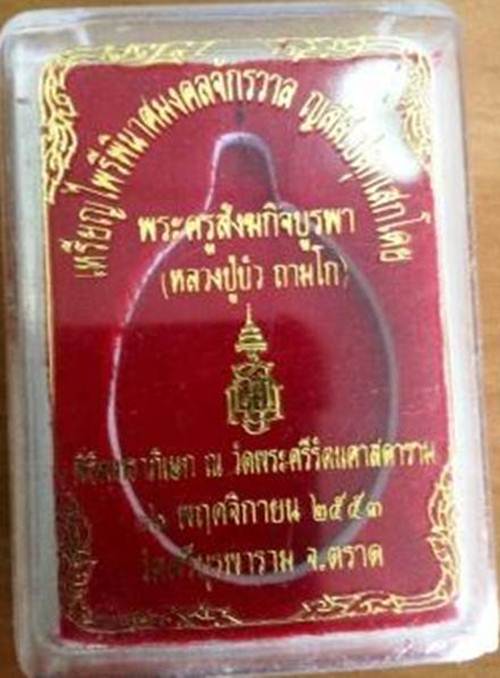 เหรียญไพรีพินาศมงคลจักรวาล ญสส. โดย
พระครูสังฆกิจบูรพา
(หลวงปู่บัว ถามโก)
ณ วัดพระศรีรัตนศาสดาราม
พฤศจิกายน ๒๕๕๓
วัดศรีบูรพาราม จ.ตราด